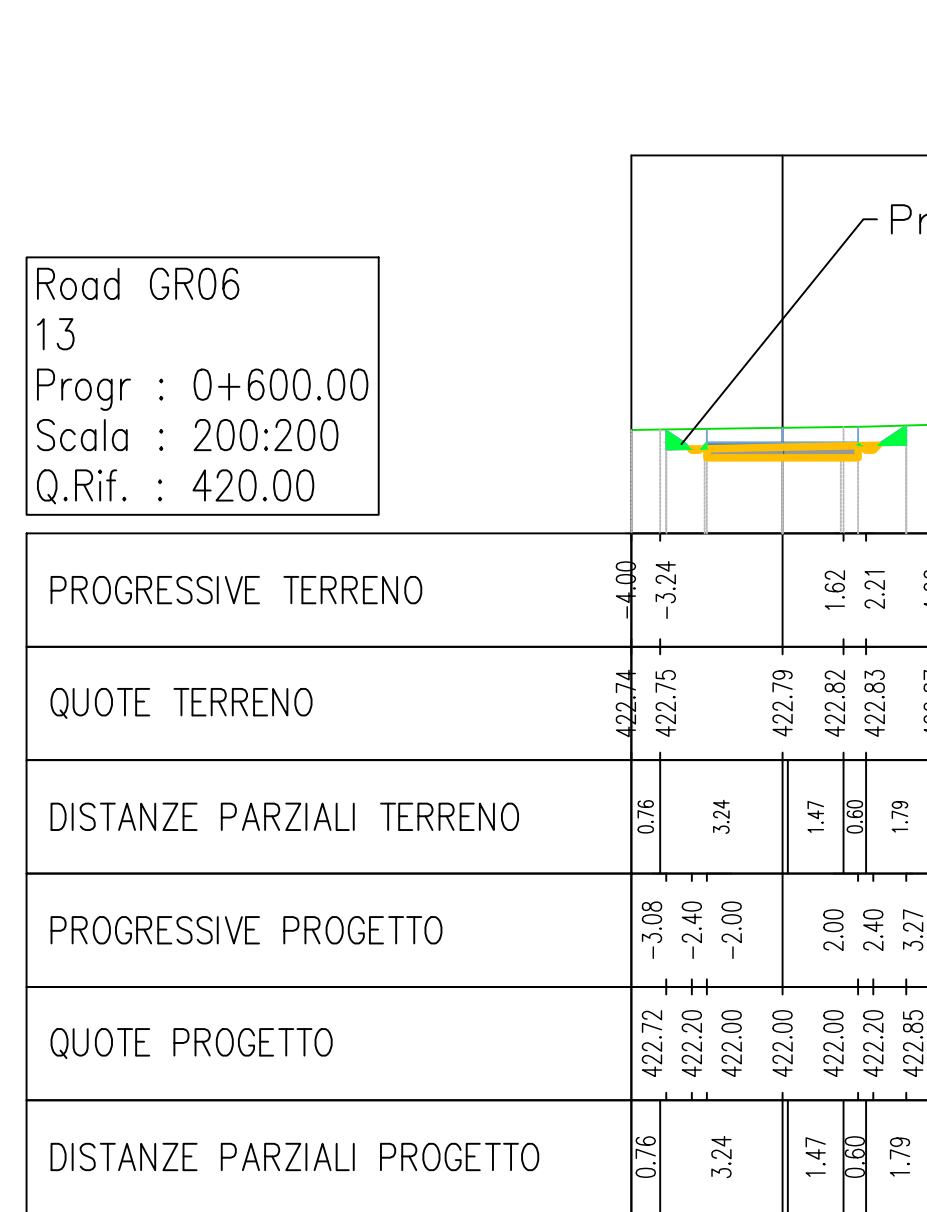 Road GR06
13
Progr : 0+600.00
Scala : 200:200
Q.Rif. : 420.00
PROGRESSIVE TERRENO -4.00 -3.24 1.62 2.21
QUOTE TERRENO 422.74 422.75 422.79 422.82 422.83
DISTANZE PARZIALI TERRENO 0.76 3.24 1.47 0.60 1.79
PROGRESSIVE PROGETTO -3.08 -2.40 -2.00 2.00 2.40 3.27
QUOTE PROGETTO 422.72 422.20 422.00 422.00 422.00 422.20 422.85
DISTANZE PARZIALI PROGETTO 0.76 3.24 1.47 0.60 1.79